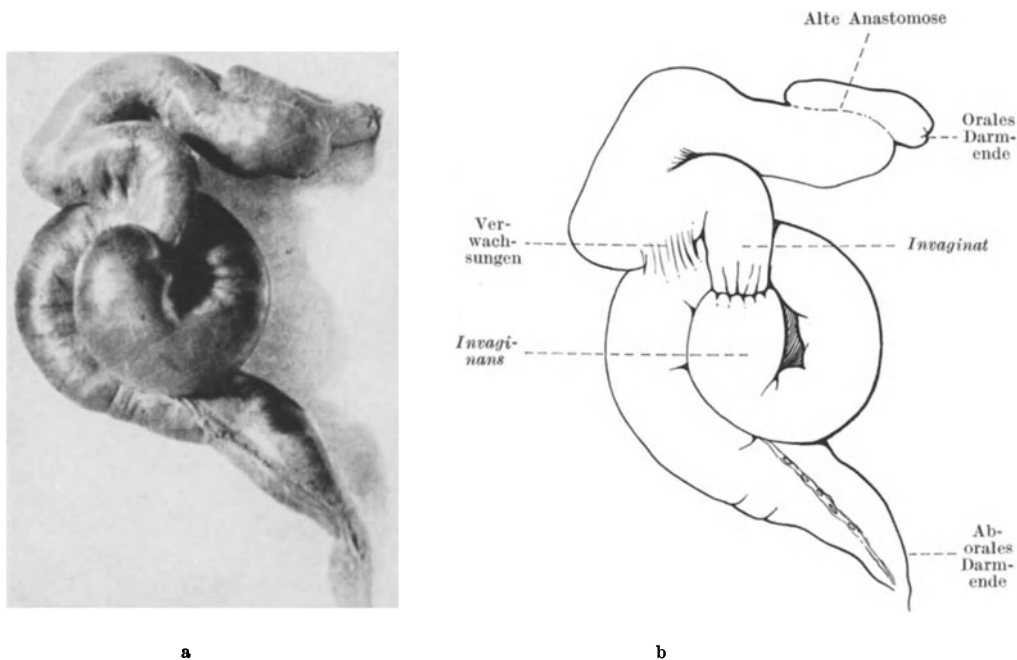 Alte Anastomose
Orales
Darm-
ende
Ver-
wach-
sungen
Invaginat
Invagi-
nans
Ab-
orales
Darm-
ende
a
b